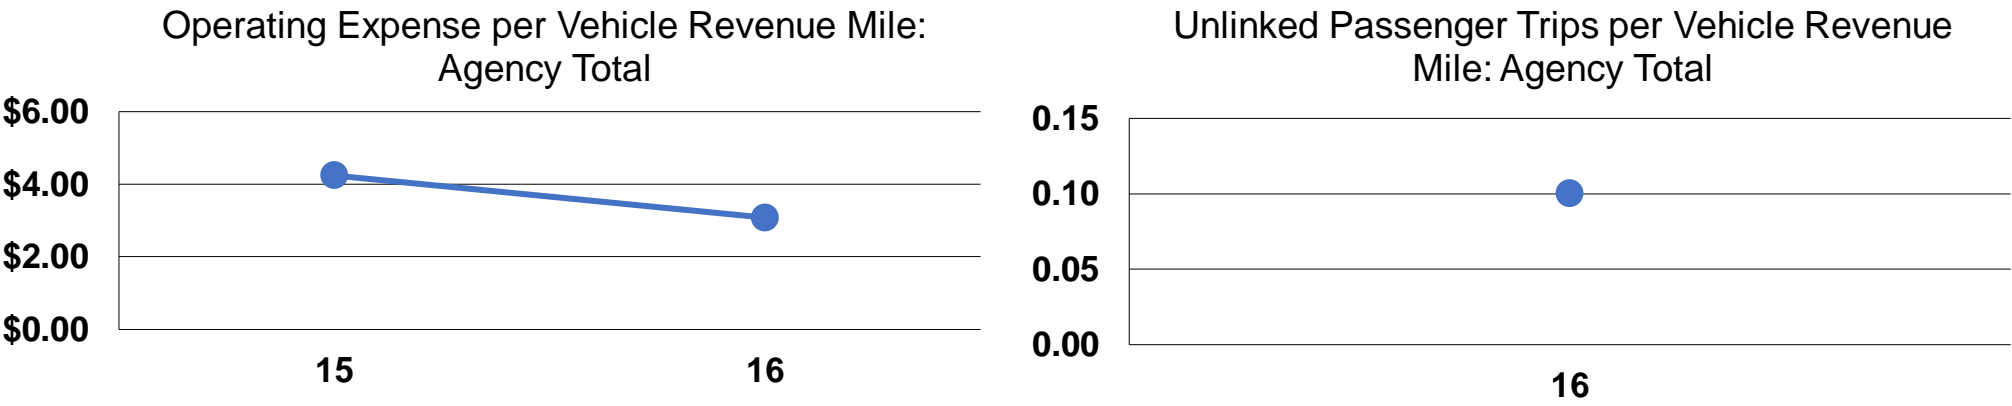 Operating Expense per Vehicle Revenue Mile:
Agency Total
$6.00
$4.00
$2.00
$0.00
15
16
Unlinked Passenger Trips per Vehicle Revenue
Mile: Agency Total
0.15
0.10
0.05
0.00
16